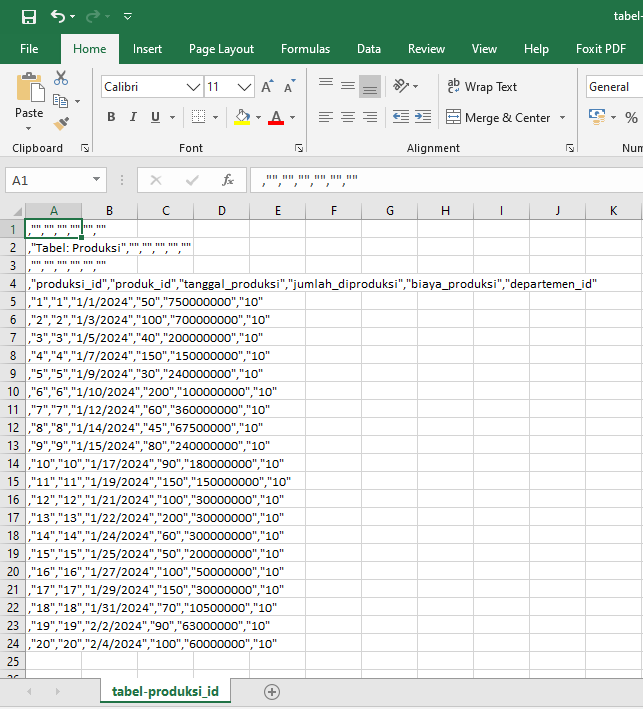 tabel-
File Home Insert Page Layout Formulas Data Review View Help Foxit PDF
Paste
Calibri 11 A A
B I U A
ab Wrap Text
Merge & Center
General
%
Clipboard Font Alignment Num
A1 fx ,"","","","","",""
A B C D E F G H I J K
1 ,"","","","","",""
2 ,"Tabel: Produksi","","","","",""
3 ,"","","","","",""
4 ,"produksi_id","produk_id","tanggal_produksi","jumlah_diproduksi","biaya_produksi","departemen_id"
5 ,"1","1","1/1/2024","50","750000000","10"
6 ,"2","2","1/3/2024","100","700000000","10"
7 ,"3","3","1/5/2024","40","200000000","10"
8 ,"4","4","1/7/2024","150","150000000","10"
9 ,"5","5","1/9/2024","30","240000000","10"
10 ,"6","6","1/10/2024","200","100000000","10"
11 ,"7","7","1/12/2024","60","360000000","10"
12 ,"8","8","1/14/2024","45","67500000","10"
13 ,"9","9","1/15/2024","80","240000000","10"
14 ,"10","10","1/17/2024","90","180000000","10"
15 ,"11","11","1/19/2024","150","150000000","10"
16 ,"12","12","1/21/2024","100","30000000","10"
17 ,"13","13","1/22/2024","200","30000000","10"
18 ,"14","14","1/24/2024","60","300000000","10"
19 ,"15","15","1/25/2024","50","200000000","10"
20 ,"16","16","1/27/2024","100","50000000","10"
21 ,"17","17","1/29/2024","150","30000000","10"
22 ,"18","18","1/31/2024","70","10500000","10"
23 ,"19","19","2/2/2024","90","63000000","10"
24 ,"20","20","2/4/2024","100","60000000","10"
25
tabel-produksi_id